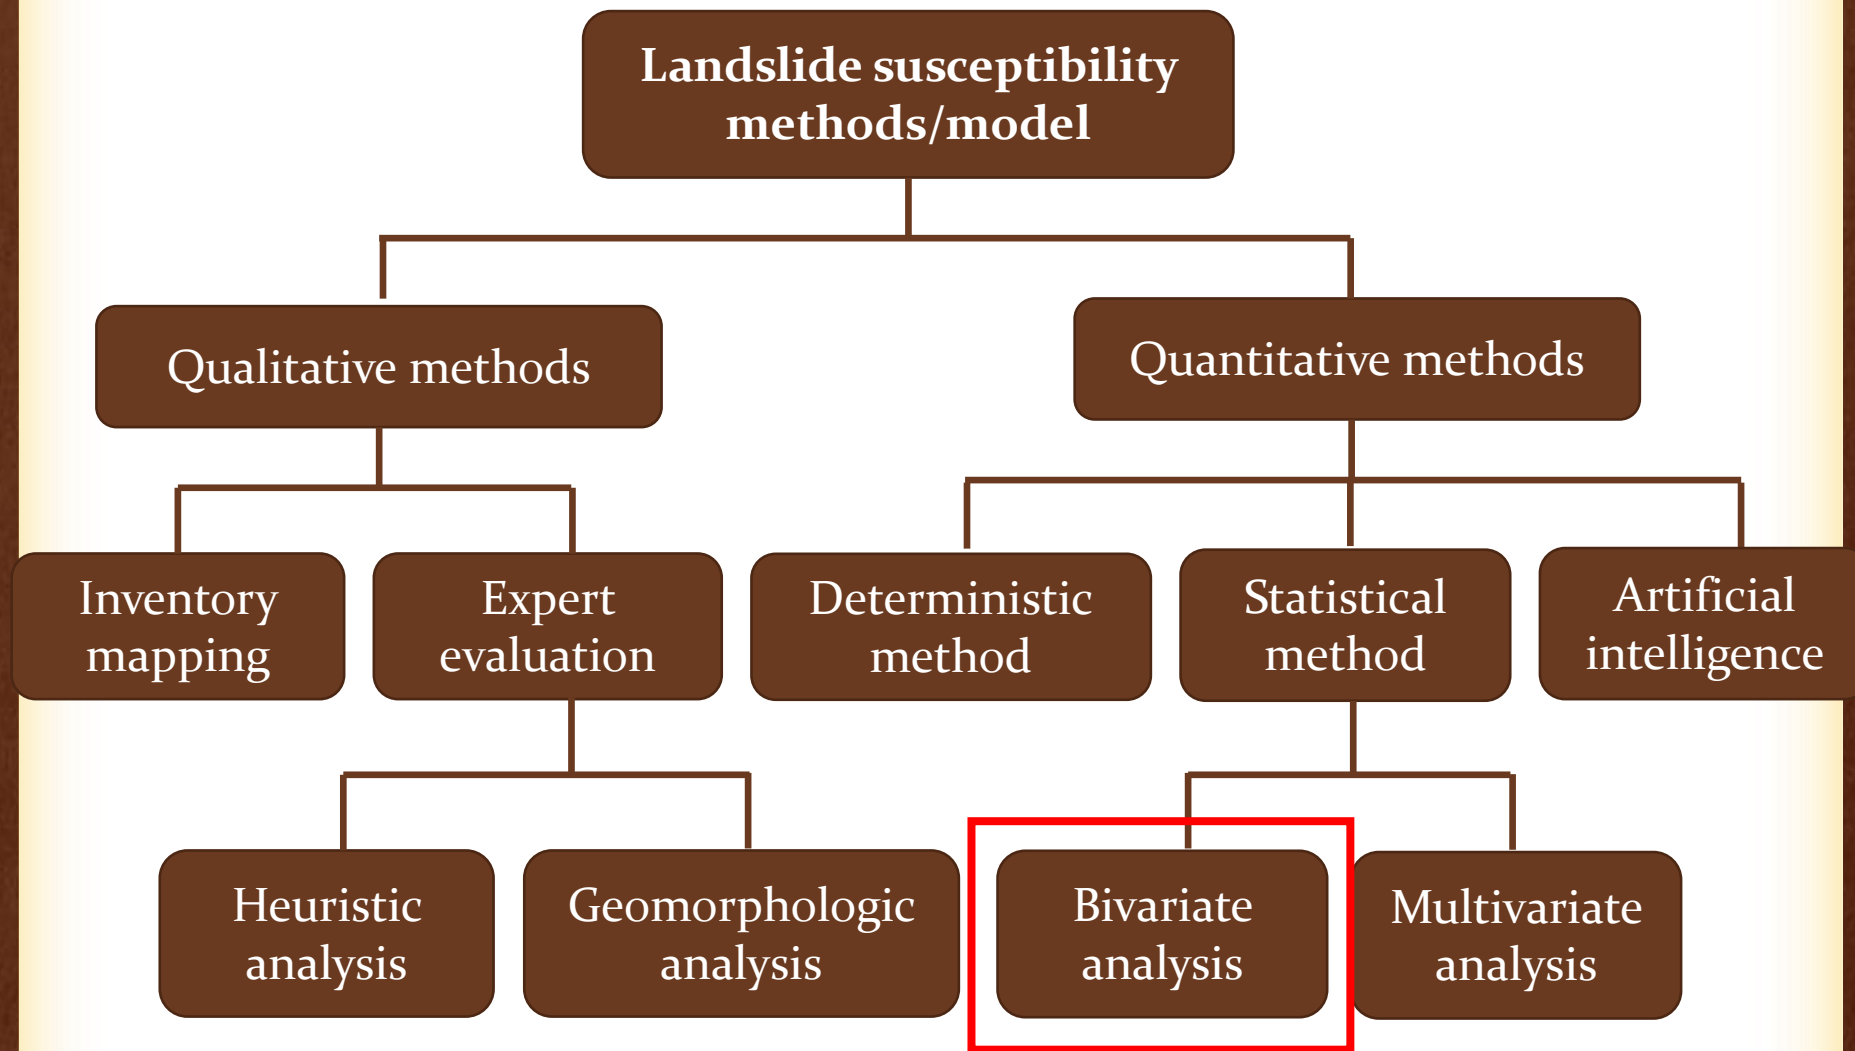 Landslide susceptibility
methods/model
Qualitative methods
Quantitative methods
Inventory
mapping
Expert
evaluation
Deterministic
method
Statistical
method
Artificial
intelligence
Heuristic
analysis
Geomorphologic
analysis
Bivariate
analysis
Multivariate
analysis